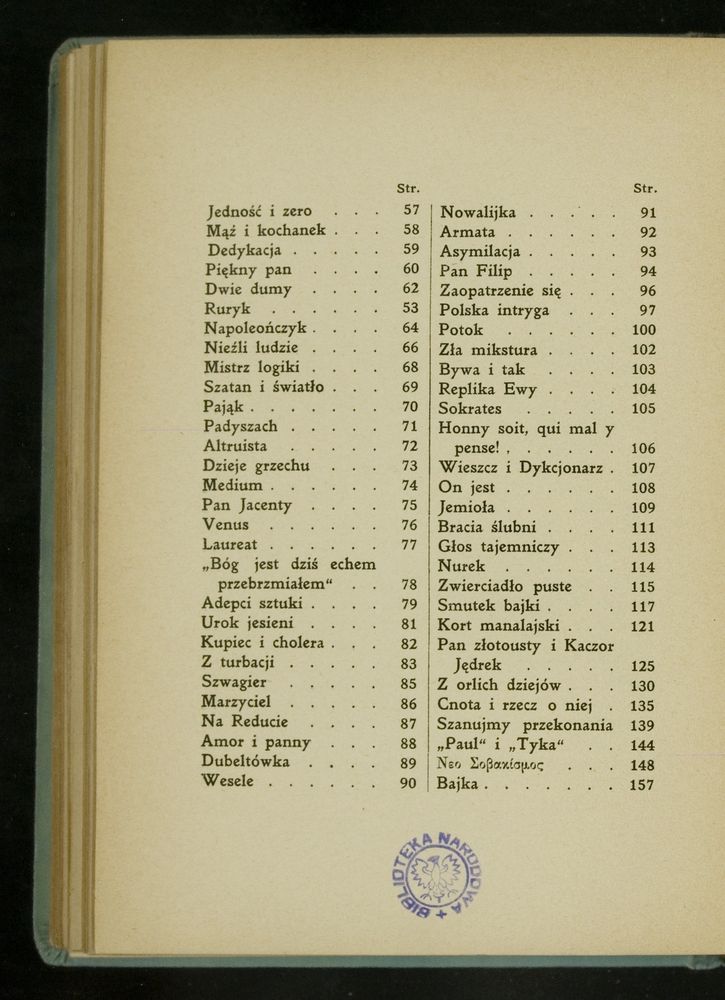 Str.
Jedność i zero . . . 57
Mąż i kochanek . . . 58
Dedykacja . . . . . 59
Piękny pan . . . . 60
Dwie dumy . . . . 62
Ruryk . . . . . . 53
Napoleończyk . . . . 64
Nieźli ludzie . . . . 66
Mistrz logiki . . . . 68
Szatan i światło . . . 69
Pająk . . . . . . . 70
Padyszach . . . . . 71
Altruista . . . . . 72
Dzieje grzechu . . . 73
Medium . . . . . . 74
Pan Jacenty . . . . 75
Venus . . . . . . 76
Laureat . . . . . . 77
„Bóg jest dziś echem
przebrzmiałem“ . . 78
Adepci sztuki . . . . 79
Urok jesieni . . . . 81
Kupiec i cholera . . . 82
Z turbacji . . . . . 83
Szwagier . . . . . 85
Marzyciel . . . . . 86
Na Reducie . . . . 87
Amor i panny . . . 88
Dubeltówka . . . . 89
Wesele . . . . . . 90
Str.
Nowalijka . . . . . 91
Armata . . . . . . 92
Asymilacja . . . . . 93
Pan Filip . . . . . 94
Zaopatrzenie się . . . 96
Polska intryga . . . 97
Potok . . . . . . 100
Zła mikstura . . . . 102
Bywa i tak . . . . 103
Replika Ewy . . . . 104
Sokrates . . . . . 105
Honny soit, qui mal y
pense! . . . . . . 106
Wieszcz i Dykcjonarz . 107
On jest . . . . . . 108
Jemioła . . . . . . 109
Bracia ślubni . . . . 111
Głos tajemniczy . . . 113
Nurek . . . . . . 114
Zwierciadło puste . . 115
Smutek bajki . . . . 117
Kort manalajski . . . 121
Pan złotousty i Kaczor
Jędrek . . . . . 125
Z orlich dziejów . . . 130
Cnota i rzecz o niej . 135
Szanujmy przekonania 139
„Paul“ i „Tyka“ . . 144
Νεο Σοβακίσμος . . . 148
Bajka . . . . . . . 157
BIBLIOTEKA NARODOWA